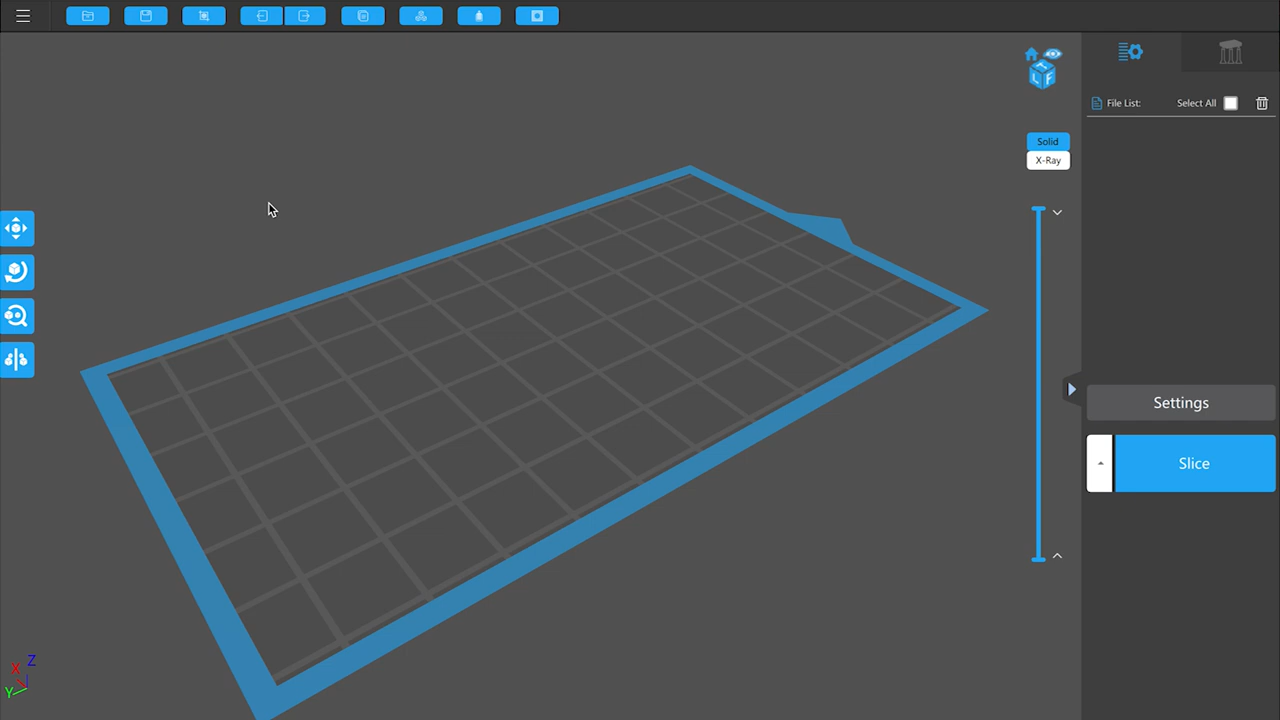 File List:
Select All
T
L F
Solid
X-Ray
Settings
Slice
Z
X
Y